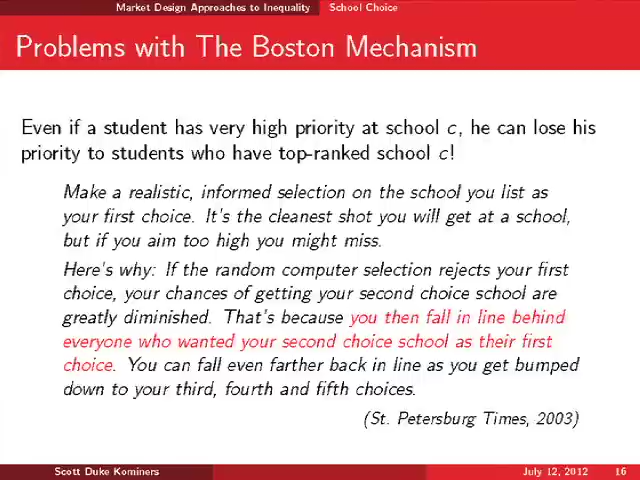 Market Design Approaches to Inequality School Choice
Problems with The Boston Mechanism
Even if a student has very high priority at school c, he can lose his
priority to students who have top-ranked school c!
Make a realistic, informed selection on the school you list as
your first choice. It's the cleanest shot you will get at a school,
but if you aim too high you might miss.
Here's why: If the random computer selection rejects your first
choice, your chances of getting your second choice school are
greatly diminished. That's because you then fall in line behind
everyone who wanted your second choice school as their first
choice. You can fall even farther back in line as you get bumped
down to your third, fourth and fifth choices.
(St. Petersburg Times, 2003)
Scott Duke Kominers July 12, 2012 16